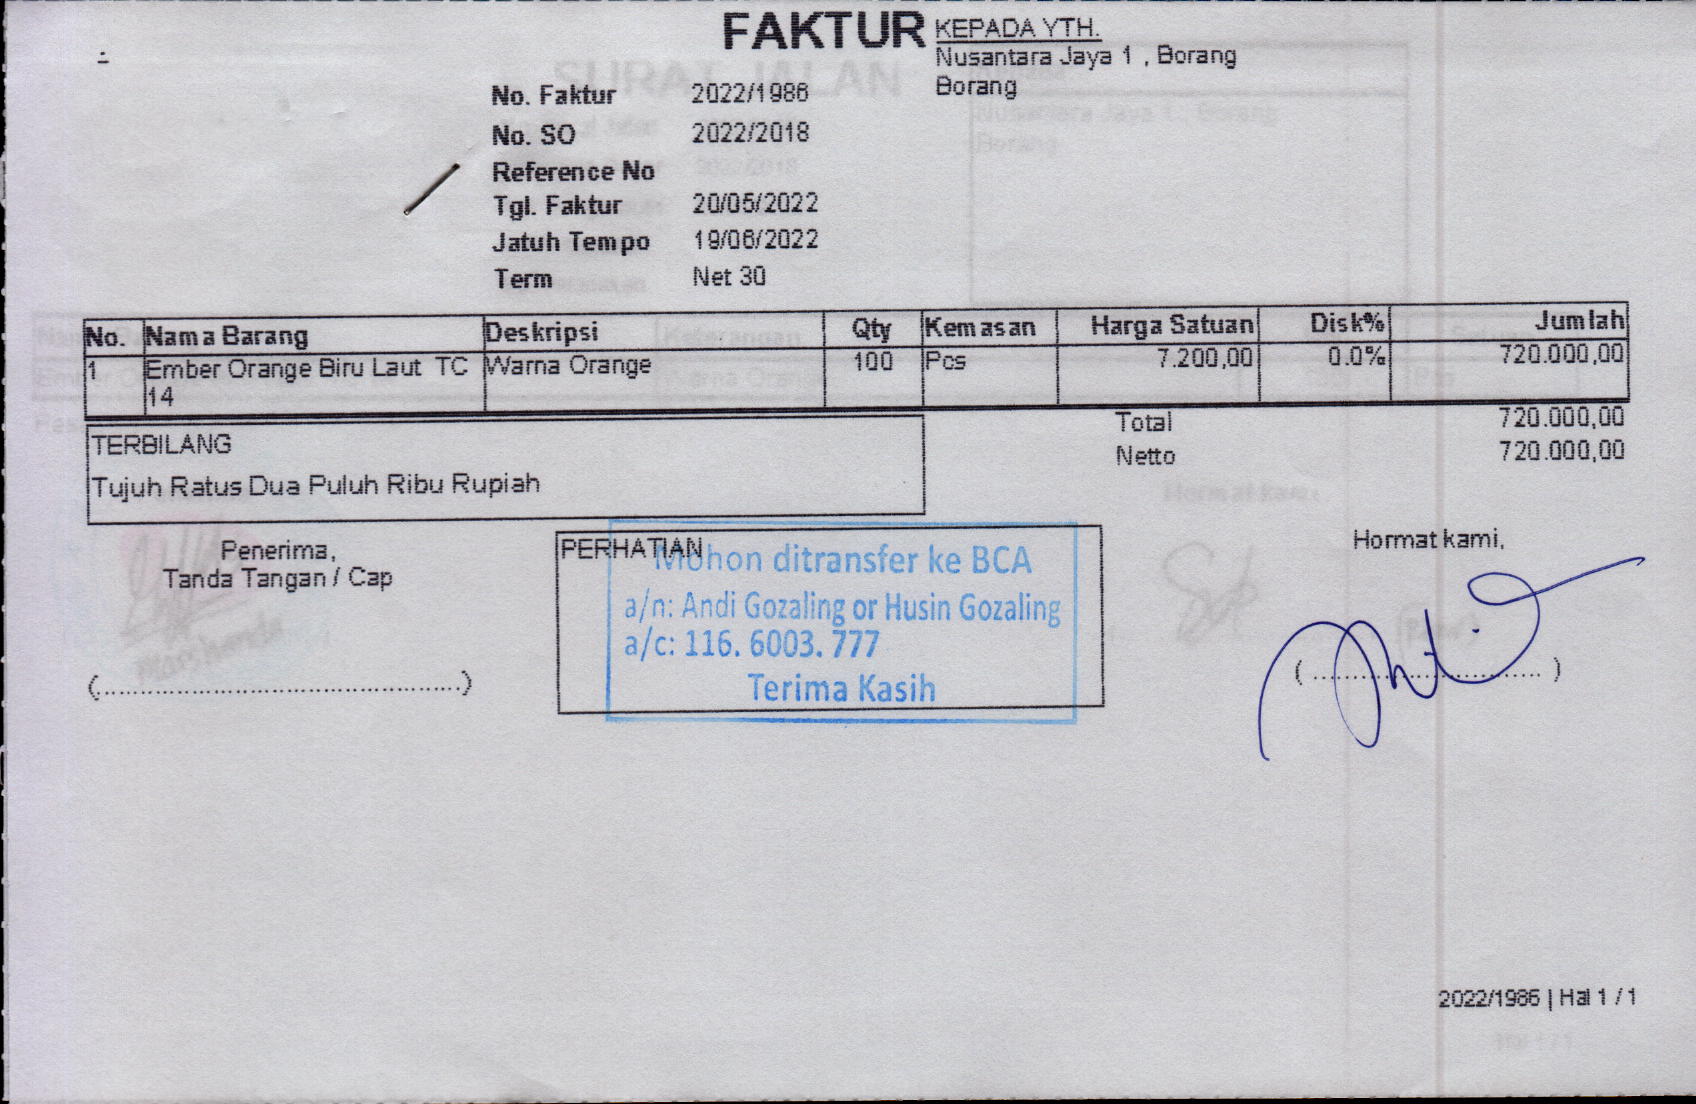 FAKTUR
KEPADA YTH.
Nusantara Jaya 1 , Borang
Borang
No. Faktur 2022/1986
No. SO 2022/2018
Reference No
Tgl. Faktur 20/05/2022
Jatuh Tempo 19/06/2022
Term Net 30
No. Nama Barang Deskripsi Qty Kemasan Harga Satuan Disk% Jumlah
1 Ember Orange Biru Laut TC Warna Orange 100 Pcs 7.200,00 0.0% 720.000,00
14
Total 720.000,00
Netto 720.000,00
TERBILANG
Tujuh Ratus Dua Puluh Ribu Rupiah
Penerima,
Tanda Tangan / Cap
(................................................)
PERHATIAN
Mohon ditransfer ke BCA
a/n: Andi Gozaling or Husin Gozaling
a/c: 116. 6003. 777
Terima Kasih
Hormat kami,
( .............................. )
2022/1986 | Hal 1 / 1